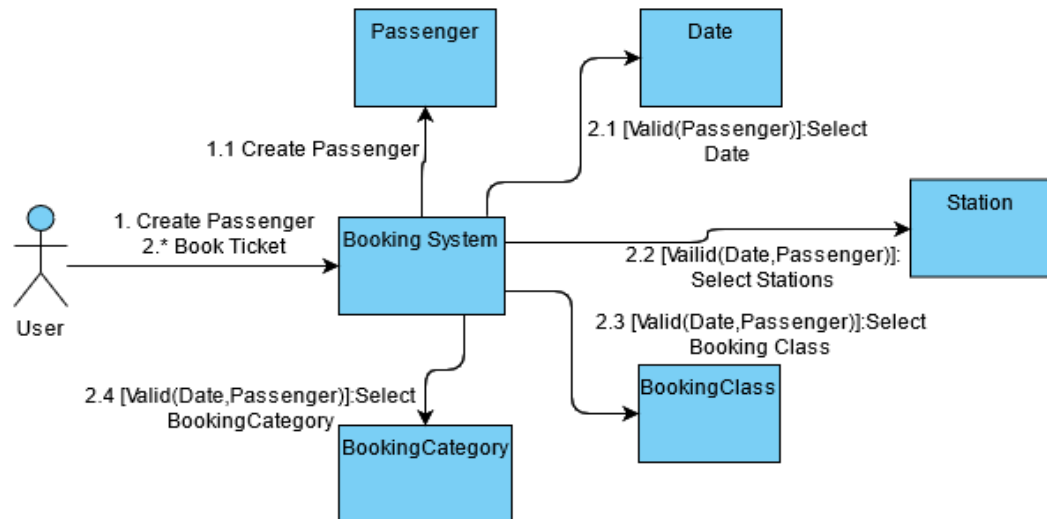 Passenger
Date
1.1 Create Passenger
2.1 [Valid(Passenger)]:Select
Date
1. Create Passenger
2.* Book Ticket
Booking System
Station
2.2 [Vailid(Date,Passenger)]:
Select Stations
User
2.3 [Valid(Date,Passenger)]:Select
Booking Class
2.4 [Valid(Date,Passenger)]:Select
BookingCategory
BookingClass
BookingCategory